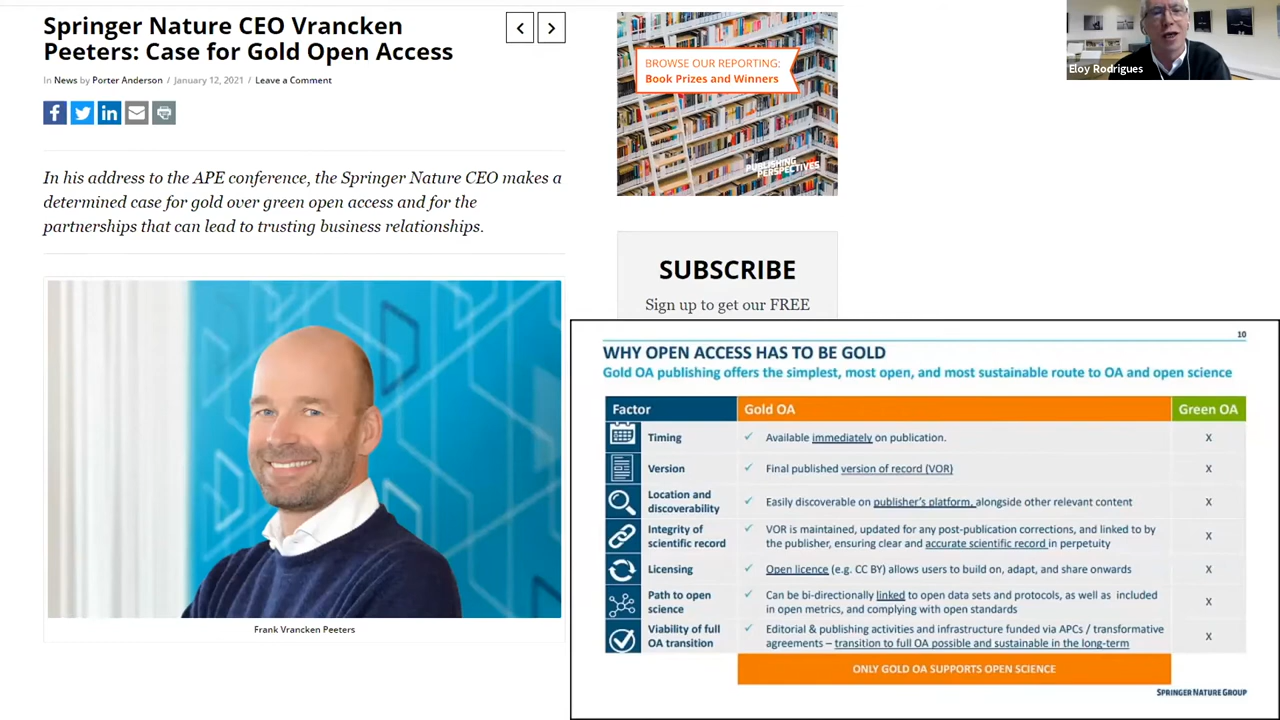 Springer Nature CEO Vrancken
Peeters: Case for Gold Open Access
In News by Porter Anderson / January 12, 2021 / Leave a Comment
In his address to the APE conference, the Springer Nature CEO makes a
determined case for gold over green open access and for the
partnerships that can lead to trusting business relationships.
Frank Vrancken Peeters
BROWSE OUR REPORTING:
Book Prizes and Winners
PUBLISHING
PERSPECTIVES
SUBSCRIBE
Sign up to get our FREE
Eloy Rodrigues
10
WHY OPEN ACCESS HAS TO BE GOLD
Gold OA publishing offers the simplest, most open, and most sustainable route to OA and open science
Factor Gold OA Green OA
Timing ✓ Available immediately on publication. X
Version ✓ Final published version of record (VOR) X
Location and
discoverability ✓ Easily discoverable on publisher's platform, alongside other relevant content X
Integrity of
scientific record ✓ VOR is maintained, updated for any post-publication corrections, and linked to by
the publisher, ensuring clear and accurate scientific record in perpetuity X
Licensing ✓ Open licence (e.g. CC BY) allows users to build on, adapt, and share onwards X
Path to open
science ✓ Can be bi-directionally linked to open data sets and protocols, as well as included
in open metrics, and complying with open standards X
Viability of full
OA transition ✓ Editorial & publishing activities and infrastructure funded via APCs / transformative
agreements – transition to full OA possible and sustainable in the long-term X
ONLY GOLD OA SUPPORTS OPEN SCIENCE
SPRINGER NATURE GROUP